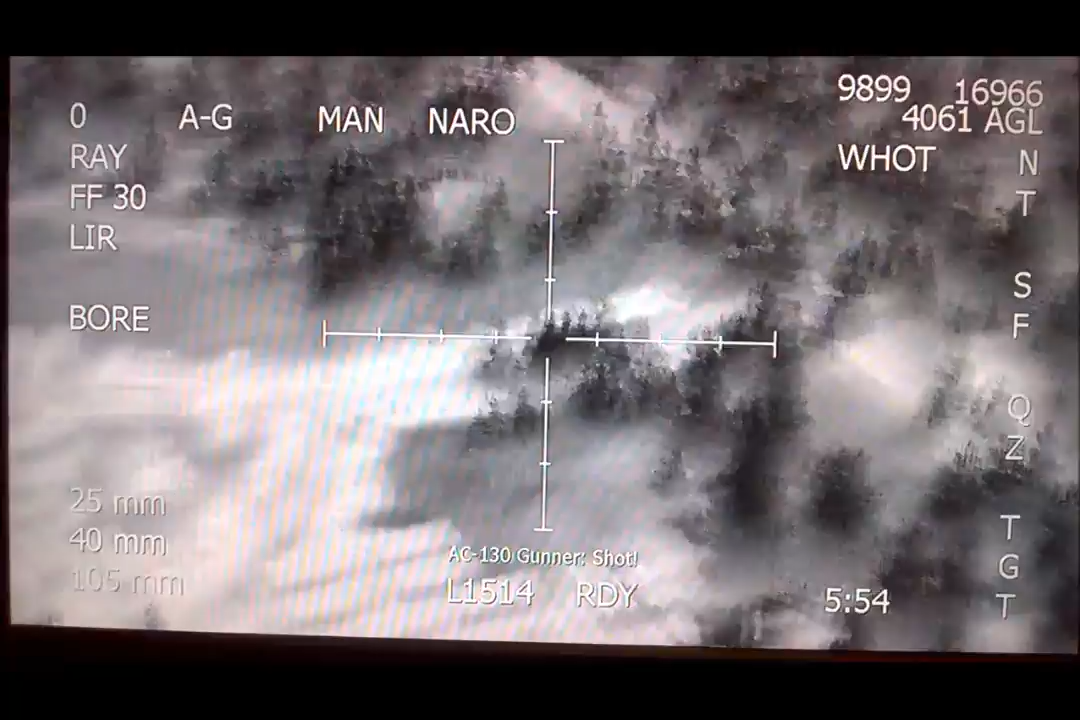 0 A-G MAN NARO 9899 16966
4061 AGL
RAY WHOT N
FF 30 T
LIR
S
BORE F
Q
Z
25 mm
40 mm T
105 mm G
AC-130 Gunner: Shot!
L1514 RDY 5:54 T